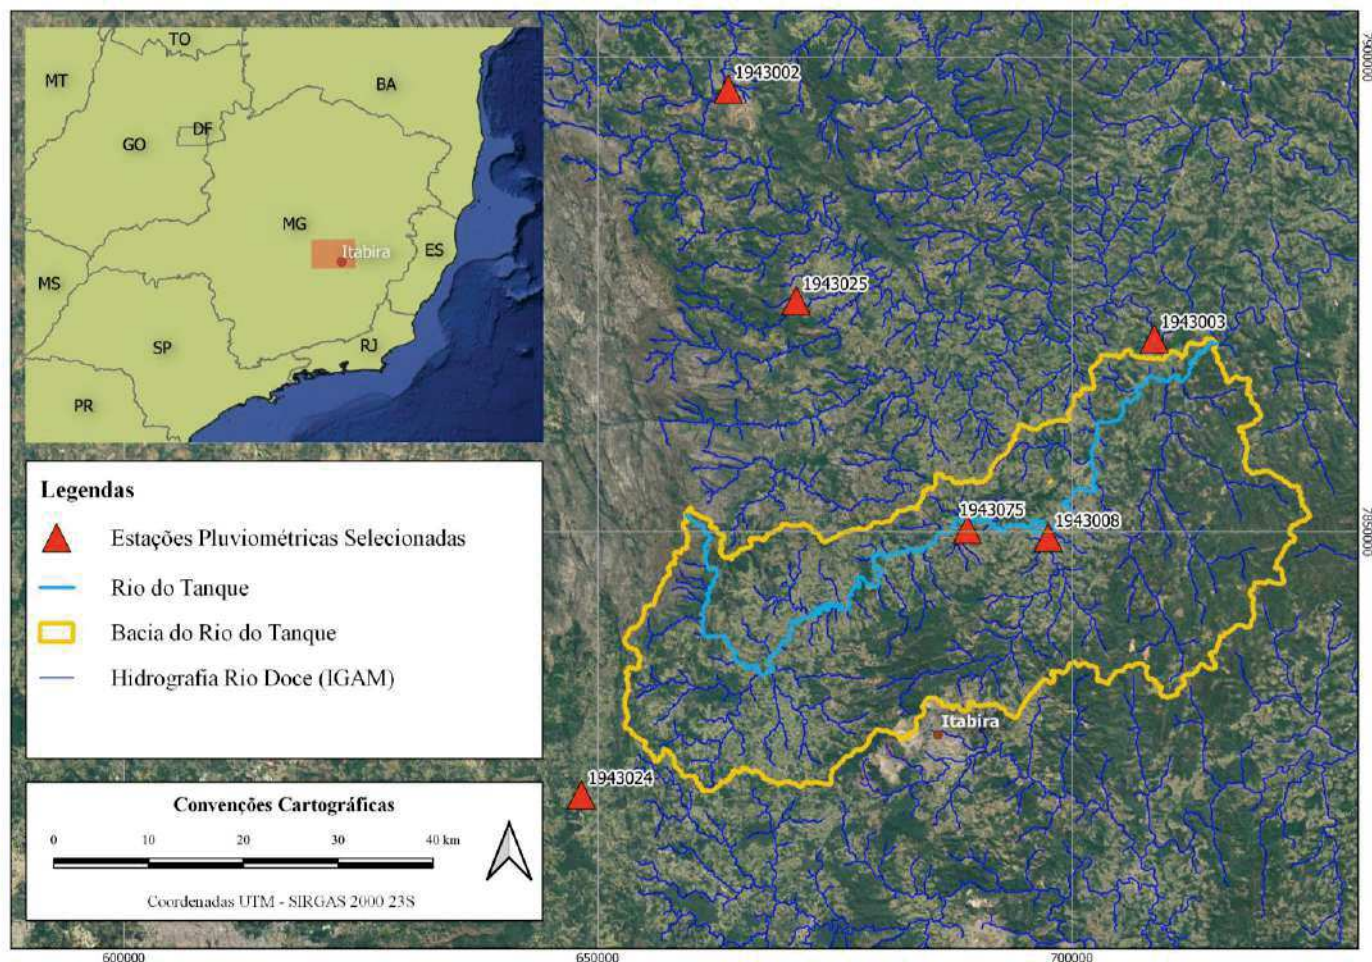 TO
MT
BA
DF
GO
MG
Itabira
ES
MS
SP
RJ
PR
1943002
1943025
1943003
1943075
1943008
Itabira
1943024
7900000
7850000
600000
650000
700000
Legendas
Estações Pluviométricas Selecionadas
Rio do Tanque
Bacia do Rio do Tanque
Hidrografia Rio Doce (IGAM)
Convenções Cartográficas
0 10 20 30 40 km
Coordenadas UTM - SIRGAS 2000 23S